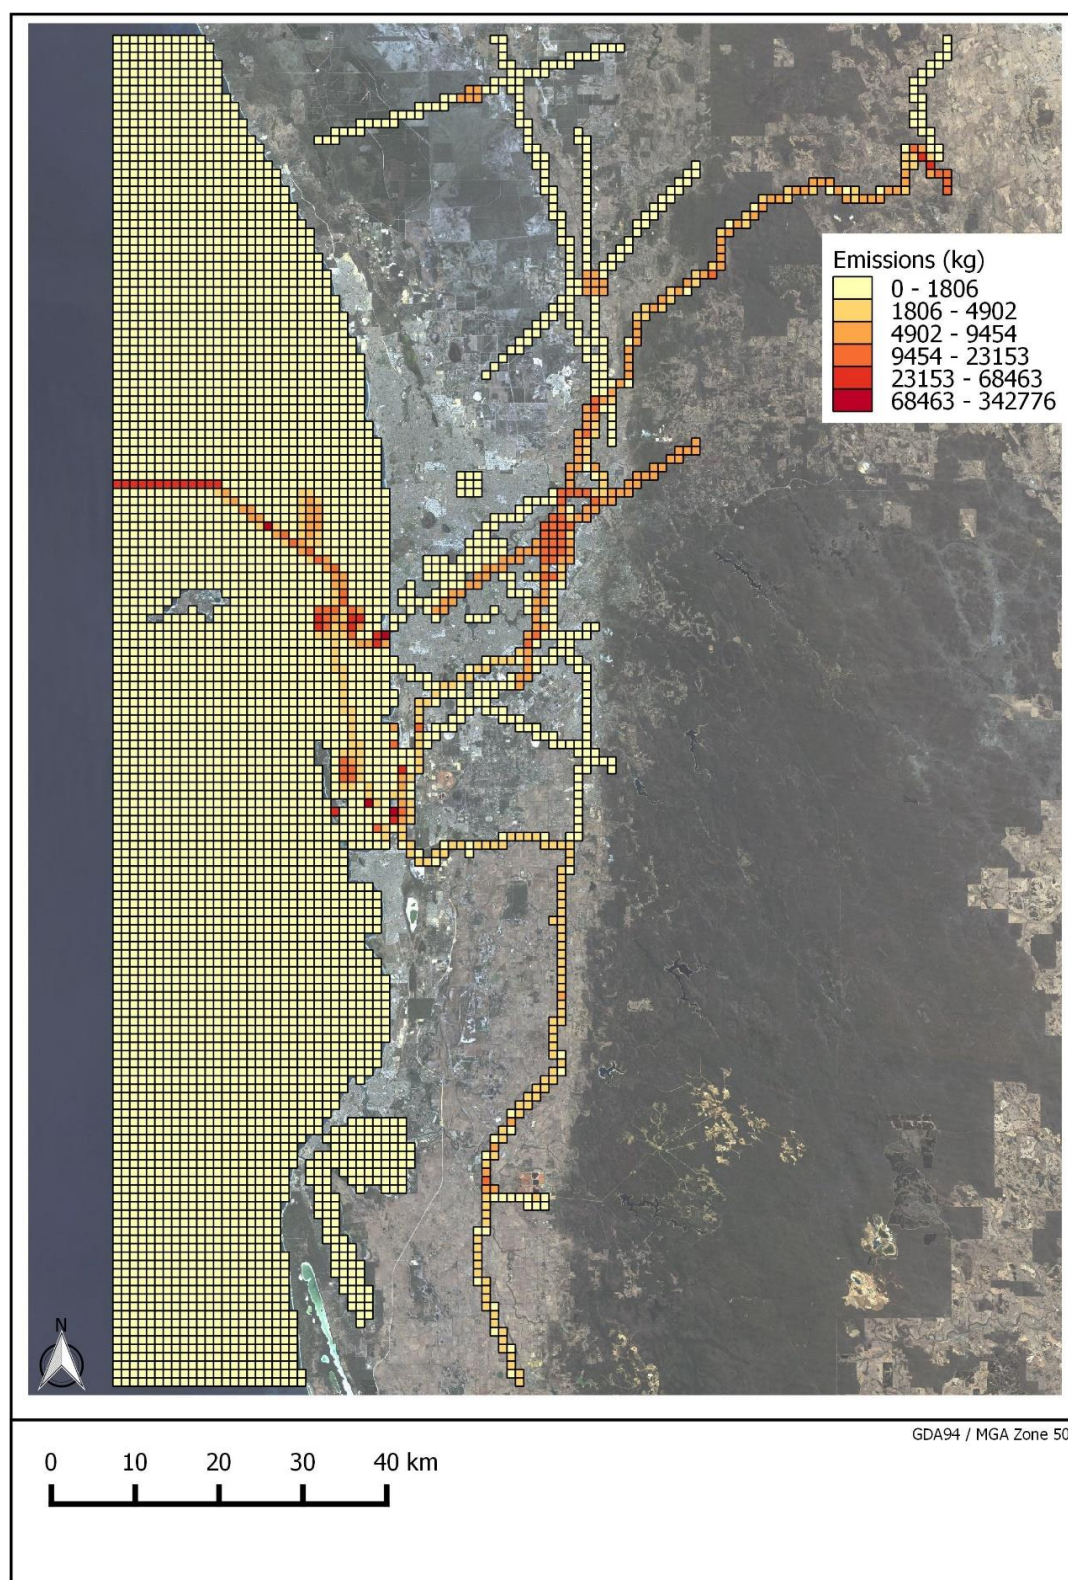 Emissions (kg)
0 - 1806
1806 - 4902
4902 - 9454
9454 - 23153
23153 - 68463
68463 - 342776
N
GDA94 / MGA Zone 50
0 10 20 30 40 km